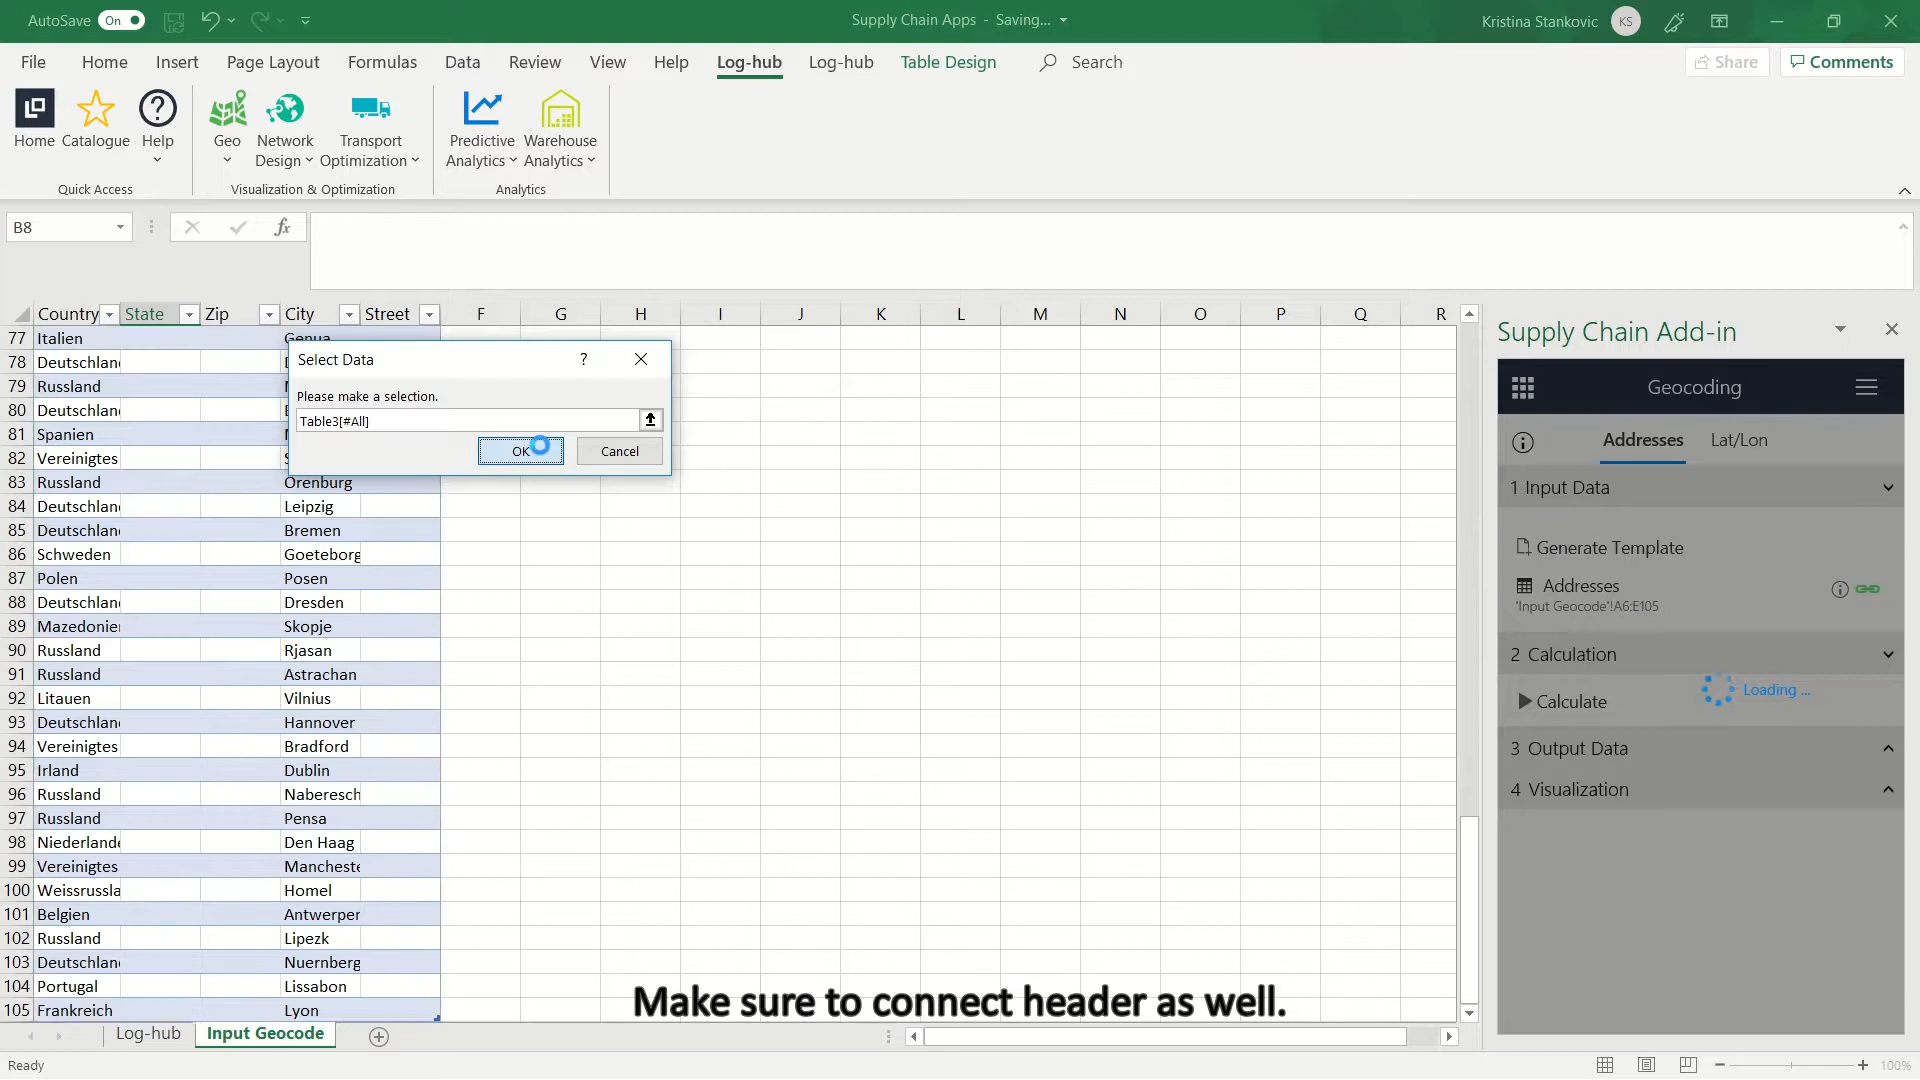 AutoSave On
Supply Chain Apps - Saving...
Kristina Stankovic KS
File Home Insert Page Layout Formulas Data Review View Help Log-hub Log-hub Table Design Search Share Comments
Home Catalogue Help
Geo Network Design Transport Optimization
Predictive Analytics Warehouse Analytics
Quick Access Visualization & Optimization Analytics
B8 fx
Country State Zip City Street F G H I J K L M N O P Q R
77 Italien Genua
78 Deutschland
79 Russland
80 Deutschland
81 Spanien
82 Vereinigtes
83 Russland Orenburg
84 Deutschland Leipzig
85 Deutschland Bremen
86 Schweden Goeteborg
87 Polen Posen
88 Deutschland Dresden
89 Mazedonien Skopje
90 Russland Rjasan
91 Russland Astrachan
92 Litauen Vilnius
93 Deutschland Hannover
94 Vereinigtes Bradford
95 Irland Dublin
96 Russland Naberesch
97 Russland Pensa
98 Niederlande Den Haag
99 Vereinigtes Mancheste
100 Weissrussla Homel
101 Belgien Antwerpen
102 Russland Lipezk
103 Deutschland Nuernberg
104 Portugal Lissabon
105 Frankreich Lyon
Select Data ?
Please make a selection.
Table3[#All]
OK Cancel
Supply Chain Add-in
Geocoding
Addresses Lat/Lon
1 Input Data
Generate Template
Addresses
'Input Geocode'!A6:E105
2 Calculation
Calculate
Loading ...
3 Output Data
4 Visualization
Make sure to connect header as well.
Log-hub Input Geocode
Ready
100%